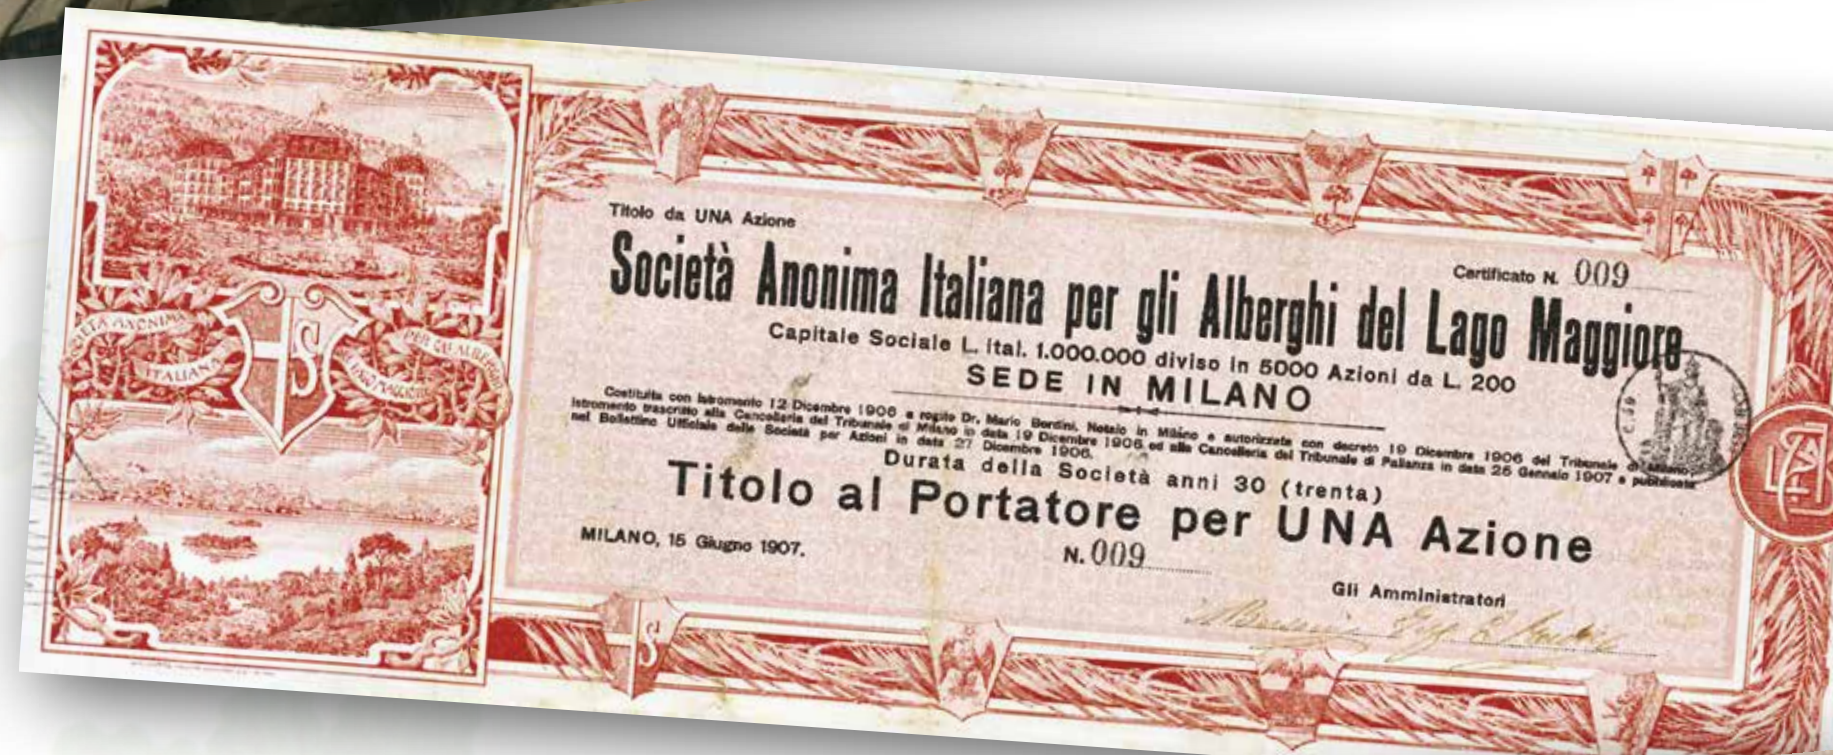 SOCIETÀ ANONIMA
ITALIANA
PER GLI ALBERGHI
LAGO MAGGIORE
S
Titolo da UNA Azione
Certificato N. 009
Società Anonima Italiana per gli Alberghi del Lago Maggiore
Capitale Sociale L. Ital. 1.000.000 diviso in 5000 Azioni da L. 200
SEDE IN MILANO
Costituita con Istromento 12 Dicembre 1906 a rogito Dr. Mario Bordini, Notaio in Milano e autorizzata con decreto 19 Dicembre 1906 del Tribunale di Milano,
Istromento trascritto alla Cancelleria del Tribunale di Milano in data 19 Dicembre 1906 ed alla Cancelleria del Tribunale di Pallanza in data 26 Gennaio 1907 e pubblicato
nel Bollettino Ufficiale delle Società per Azioni in data 27 Dicembre 1906.
Durata della Società anni 30 (trenta)
Titolo al Portatore per UNA Azione
MILANO, 15 Giugno 1907.
N. 009
Gli Amministratori
S